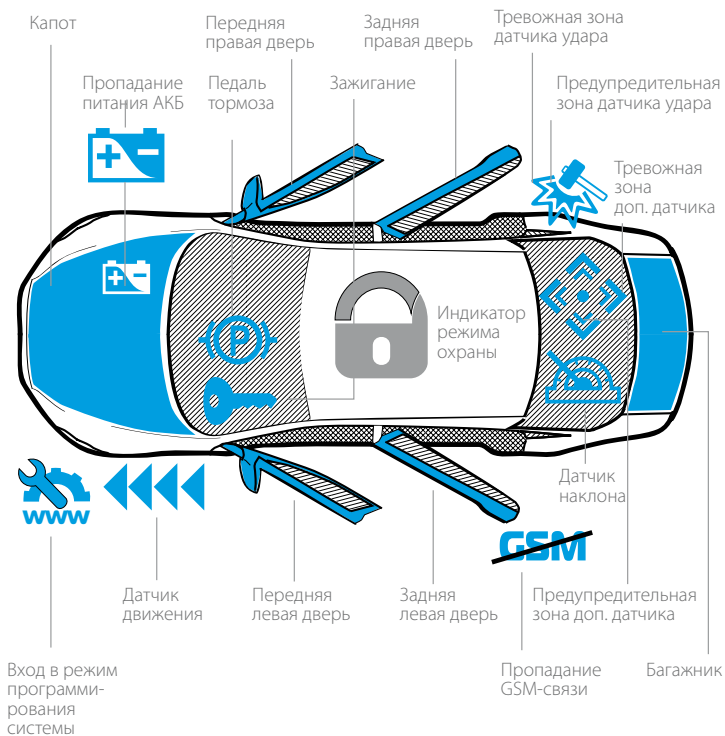 Капот
Передняя
правая дверь
Задняя
правая дверь
Тревожная зона
датчика удара
Пропадание
питания АКБ
Педаль
тормоза
Зажигание
Предупредительная
зона датчика удара
Тревожная
зона
доп. датчика
P
Индикатор
режима
охраны
Датчик
наклона
www
GSM
Датчик
движения
Передняя
левая дверь
Задняя
левая дверь
Предупредительная
зона доп. датчика
Вход в режим
программи-
рования
системы
Пропадание
GSM-связи
Багажник